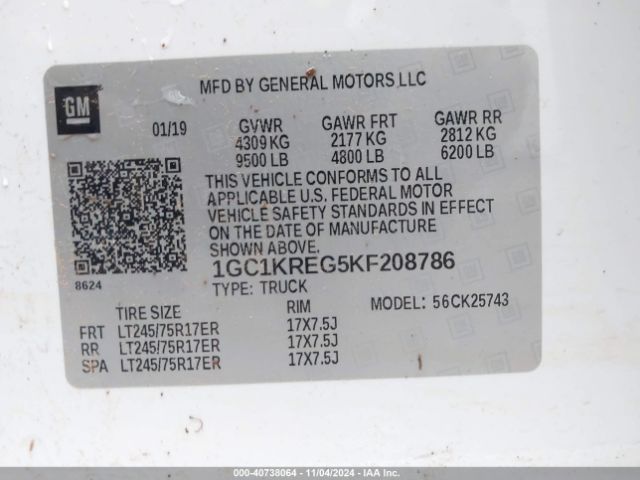 GM
MFD BY GENERAL MOTORS LLC
01/19
GVWR GAWR FRT GAWR RR
4309 KG 2177 KG 2812 KG
9500 LB 4800 LB 6200 LB
THIS VEHICLE CONFORMS TO ALL
APPLICABLE U.S. FEDERAL MOTOR
VEHICLE SAFETY STANDARDS IN EFFECT
ON THE DATE OF MANUFACTURE
SHOWN ABOVE.
8624
1GC1KREG5KF208786
TYPE: TRUCK
MODEL: 56CK25743
TIRE SIZE RIM
FRT LT245/75R17ER 17X7.5J
RR LT245/75R17ER 17X7.5J
SPA LT245/75R17ER 17X7.5J
000-40738064 - 11/04/2024 - IAA Inc.